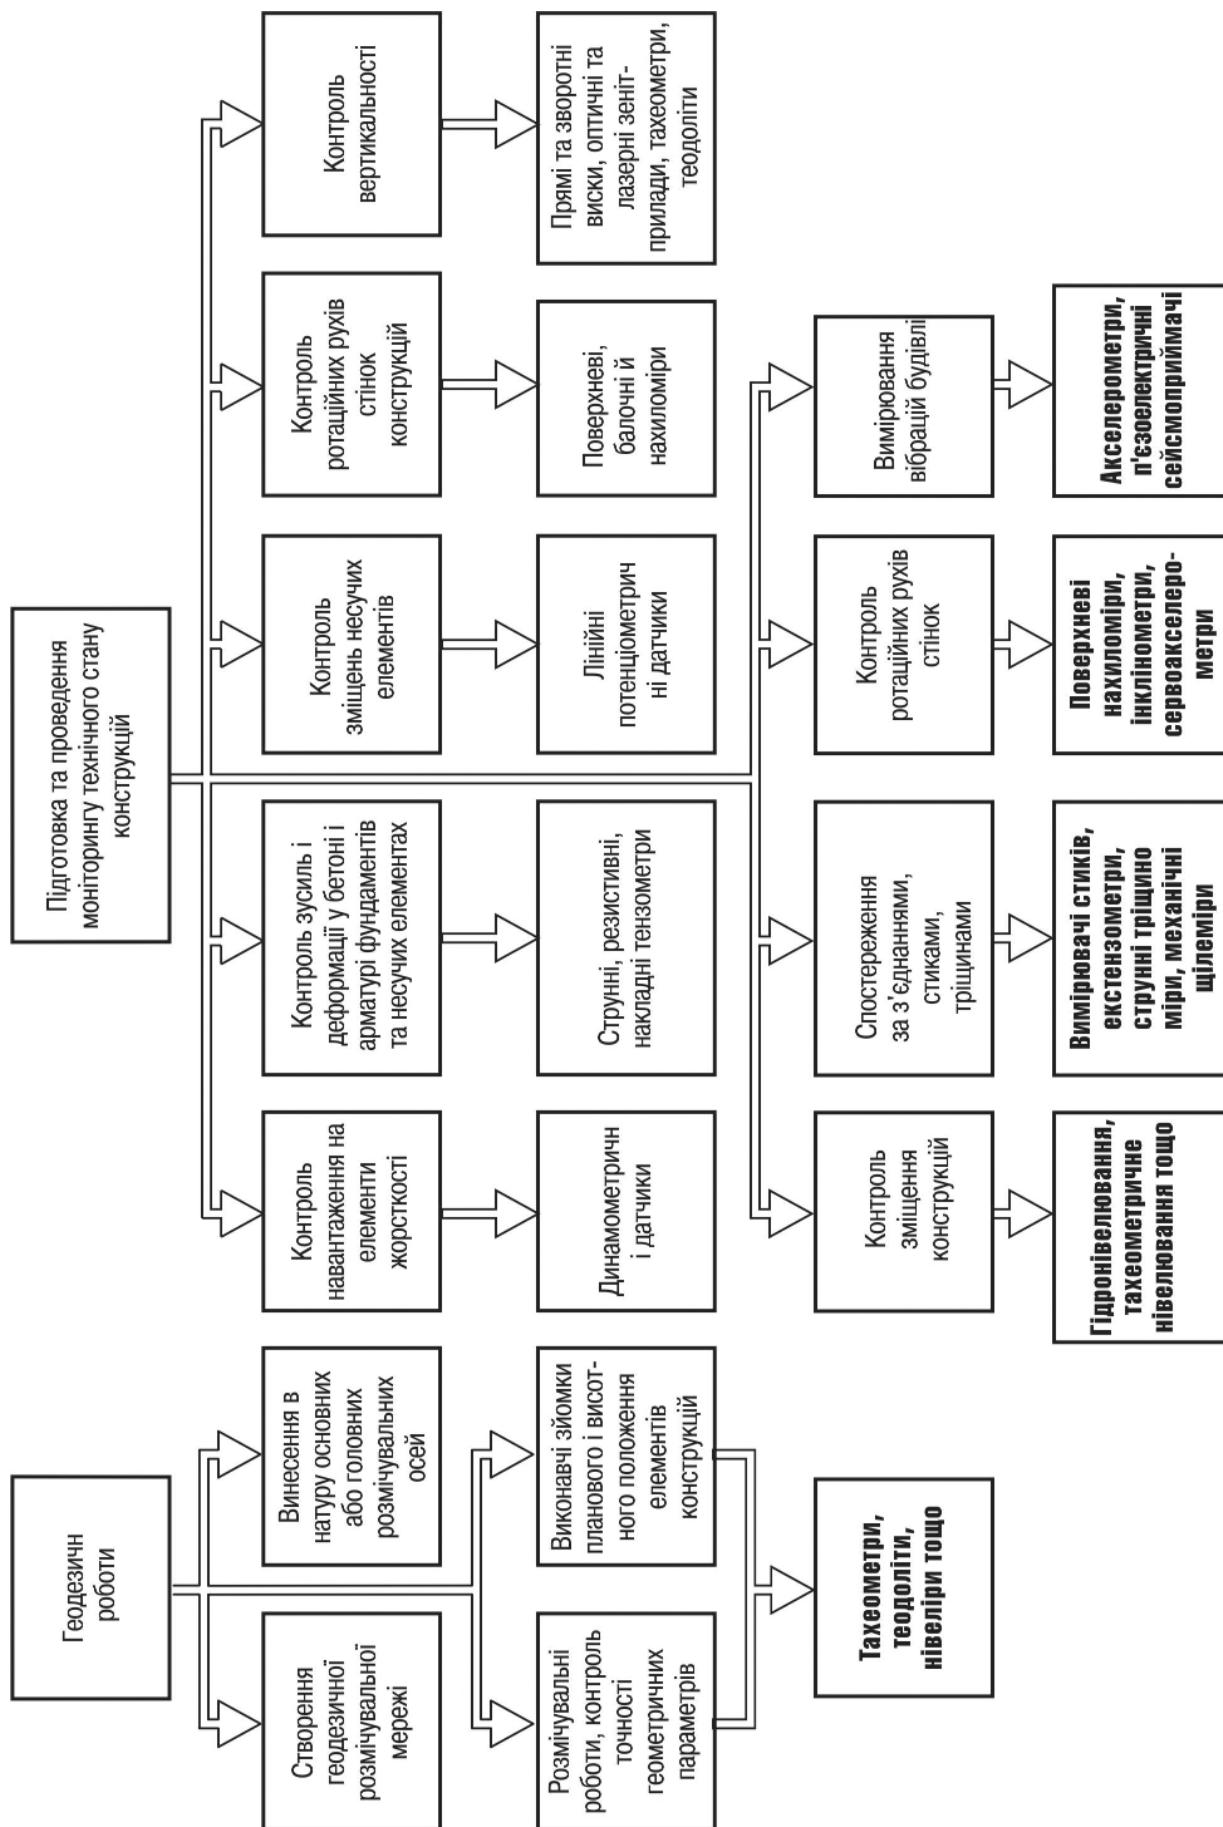 Геодезичн
роботи
Підготовка та проведення
моніторингу технічного стану
конструкцій
Створення
геодезичної
розмічувальної
мережі
Винесення в
натуру основних
або головних
розмічувальних
осей
Контроль
навантаження на
елементи
жорсткості
Контроль зусиль і
деформації у бетоні і
арматурі фундаментів
та несучих елементах
Контроль
зміщень несучих
елементів
Контроль
ротаційних рухів
стінок
конструкцій
Контроль
вертикальності
Розмічувальні
роботи, контроль
точності
геометричних
параметрів
Виконавчі зйомки
планового і висот-
ного положення
елементів
конструкцій
Динамометричн
і датчики
Струнні, резистивні,
накладні тензометри
Лінійні
потенціометрич
ні датчики
Поверхневі,
балочні й
нахиломіри
Прямі та зворотні
виски, оптичні та
лазерні зеніт-
прилади, тахеометри,
теодоліти
Тахеометри,
теодоліти,
нівеліри тощо
Контроль
зміщення
конструкцій
Спостереження
за з'єднаннями,
стиками,
тріщинами
Контроль
ротаційних рухів
стінок
Вимірювання
вібрацій будівлі
Гідронівелювання,
тахеометричне
нівелювання тощо
Вимірювачі стиків,
екстензометри,
струнні тріщино
міри, механічні
щілеміри
Поверхневі
нахиломіри,
інклінометри,
сервоакселеро-
метри
Акселерометри,
п'єзоелектричні
сейсмоприймачі